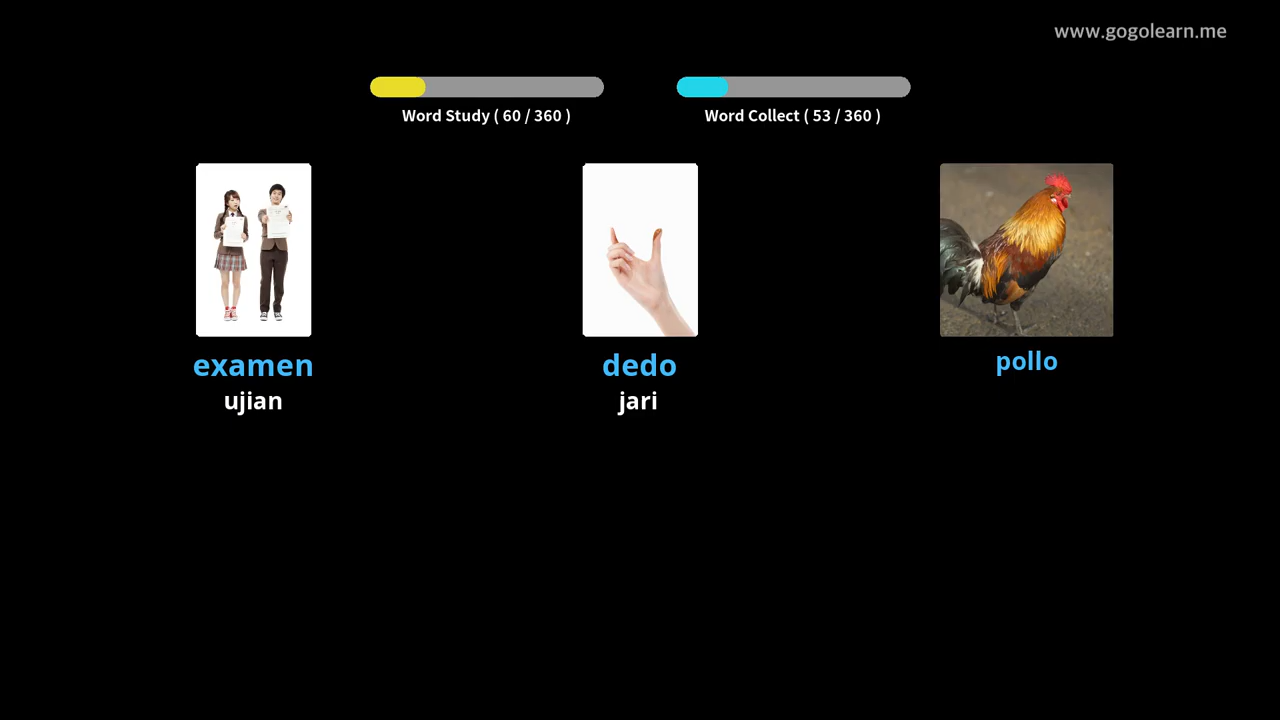 www.gogolearn.me
Word Study ( 60 / 360 )
Word Collect ( 53 / 360 )
examen
ujian
dedo
jari
pollo